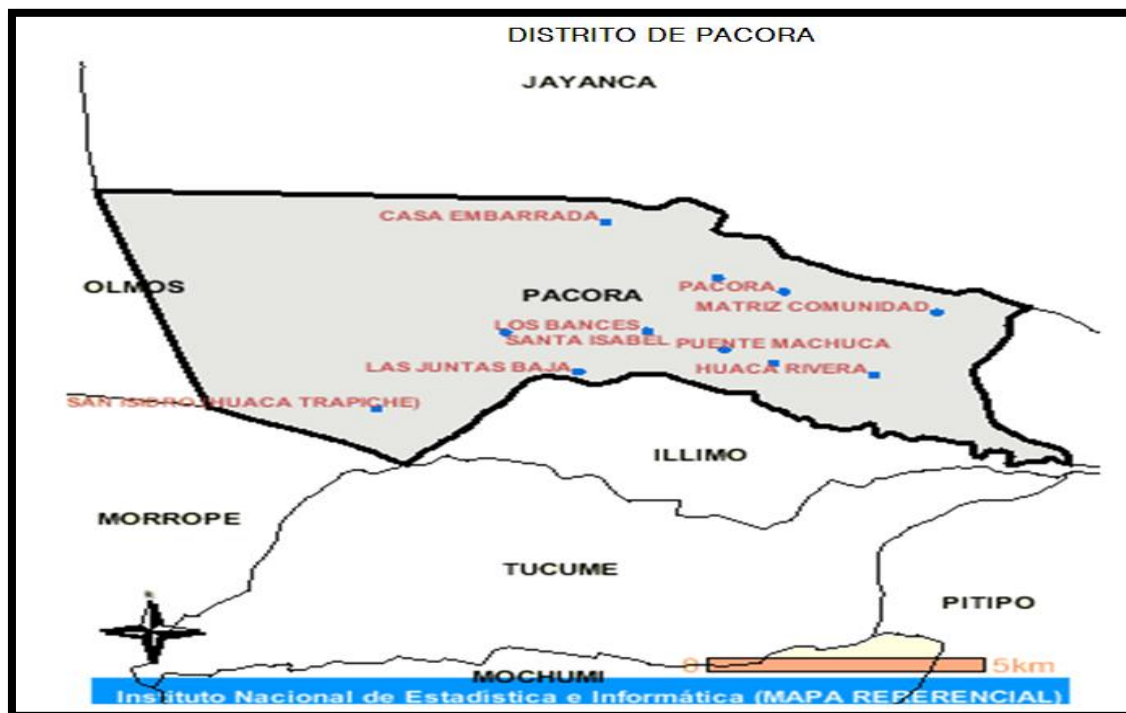 DISTRITO DE PACORA
JAYANCA
CASA EMBARRADA
OLMOS
PACORA
PACORA
MATRIZ COMUNIDAD
LOS BANCES
SANTA ISABEL
PUENTE MACHUCA
LAS JUNTAS BAJA
HUACA RIVERA
SAN ISIDRO (HUACA TRAPICHE)
ILLIMO
MORROPE
TUCUME
PITIPO
0 5km
MOCHUMI
Instituto Nacional de Estadística e Informática (MAPA REFERENCIAL)